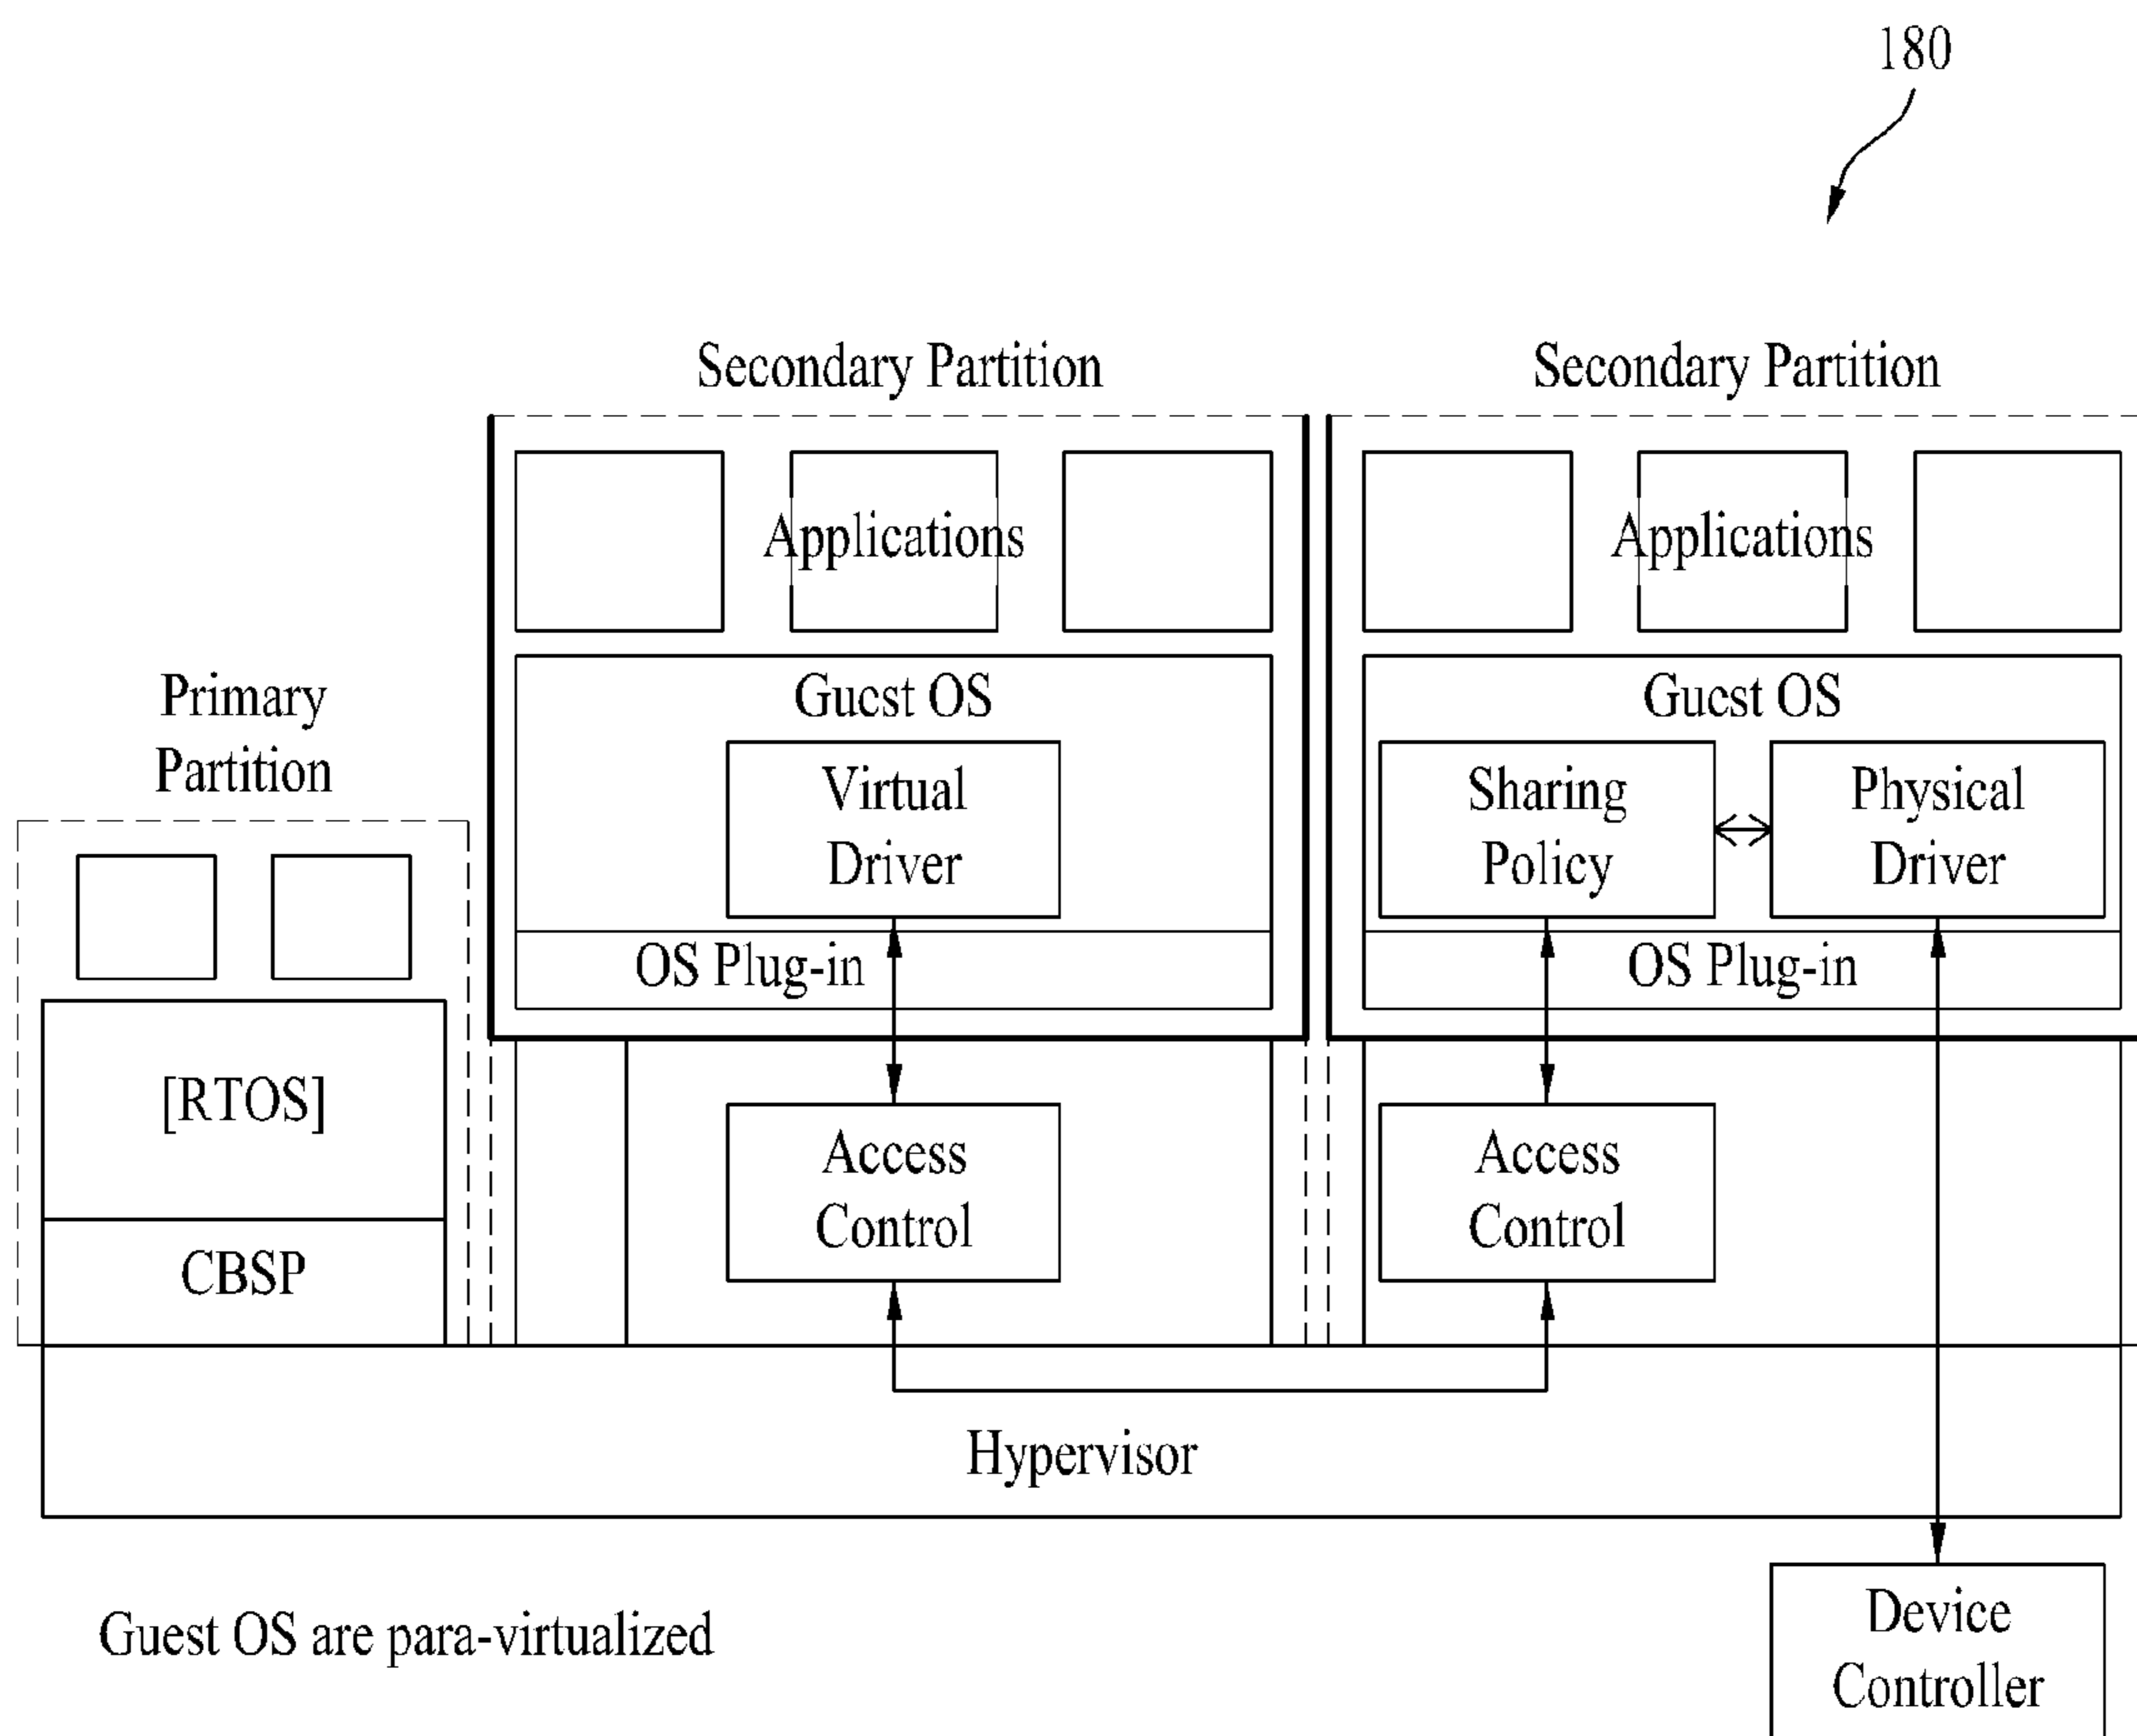 180
Secondary Partition
Secondary Partition
Applications
Applications
Primary
Partition
Guest OS
Guest OS
Virtual
Driver
Sharing
Policy
Physical
Driver
OS Plug-in
OS Plug-in
[RTOS]
CBSP
Access
Control
Access
Control
Hypervisor
Guest OS are para-virtualized
Device
Controller